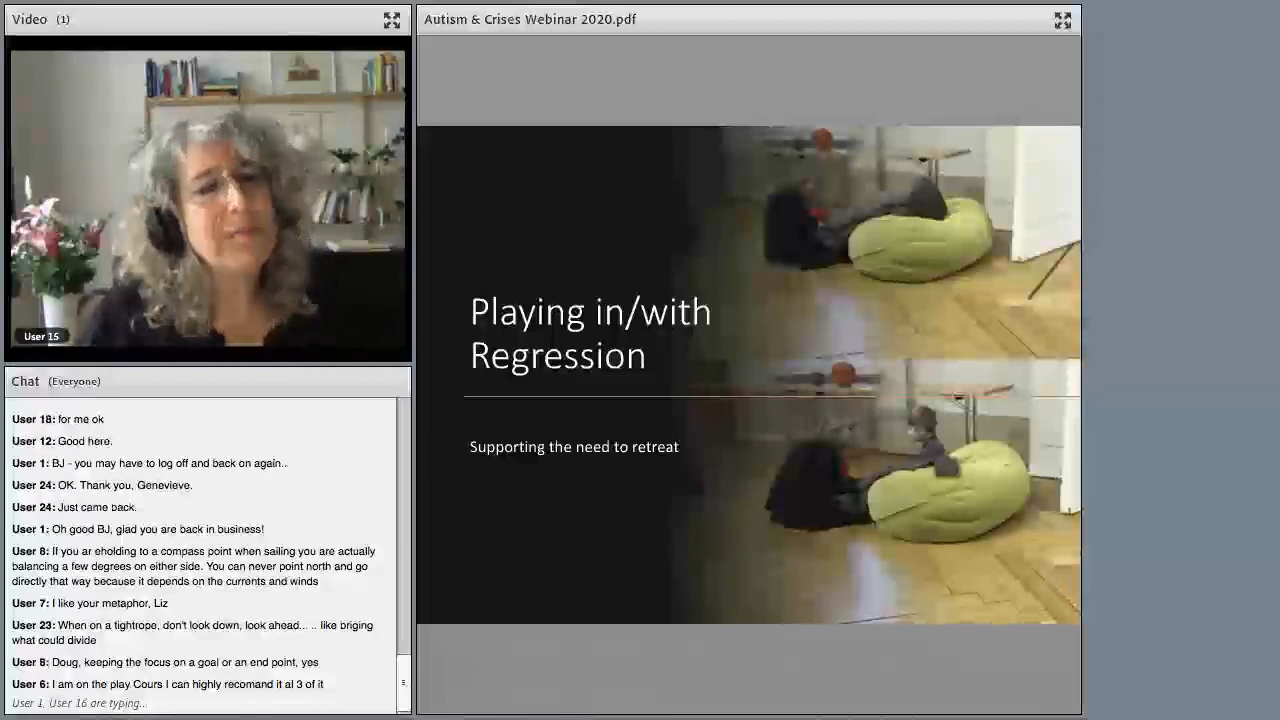 Video (1)
User 15
Chat (Everyone)
User 18: for me ok
User 12: Good here.
User 1: BJ - you may have to log off and back on again..
User 24: OK. Thank you, Genevieve.
User 24: Just came back.
User 1: Oh good BJ, glad you are back in business!
User 8: If you ar eholding to a compass point when sailing you are actually
balancing a few degrees on either side. You can never point north and go
directly that way because it depends on the currents and winds
User 7: I like your metaphor, Liz
User 23: When on a tightrope, don't look down, look ahead... .. like briging
what could divide
User 8: Doug, keeping the focus on a goal or an end point, yes
User 6: I am on the play Cours I can highly recomand it al 3 of it
User 1, User 16 are typing...
Autism & Crises Webinar 2020.pdf
Playing in/with
Regression
Supporting the need to retreat